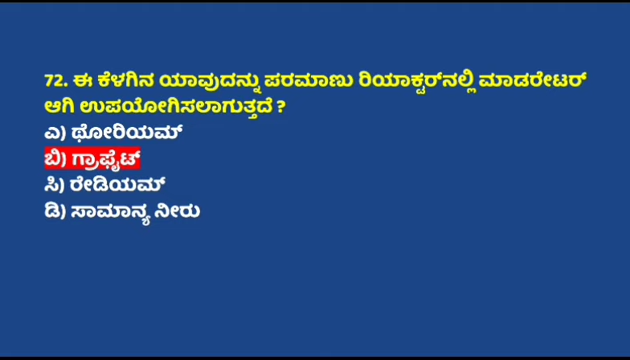 72. ಈ ಕೆಳಗಿನ ಯಾವುದನ್ನು ಪರಮಾಣು ರಿಯಾಕ್ಟರ್‌ನಲ್ಲಿ ಮಾಡರೇಟರ್
ಆಗಿ ಉಪಯೋಗಿಸಲಾಗುತ್ತದೆ ?
ಎ) ಥೋರಿಯಮ್
ಬಿ) ಗ್ರಾಫೈಟ್
ಸಿ) ರೇಡಿಯಮ್
ಡಿ) ಸಾಮಾನ್ಯ ನೀರು